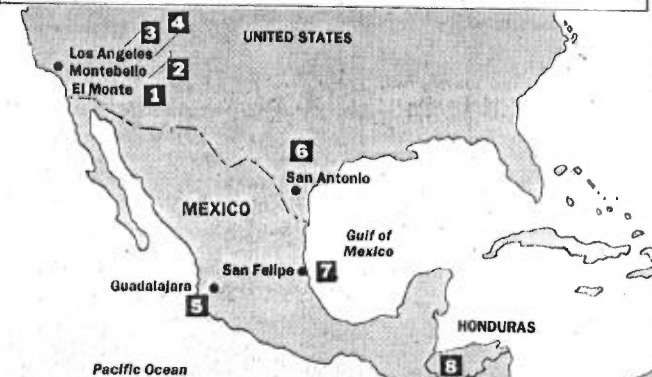 3 4
UNITED STATES
Los Angeles
Montebello 2
El Monte 1
6
San Antonio
MEXICO
Gulf of
Mexico
San Felipe 7
Guadalajara
5
HONDURAS
8
Pacific Ocean